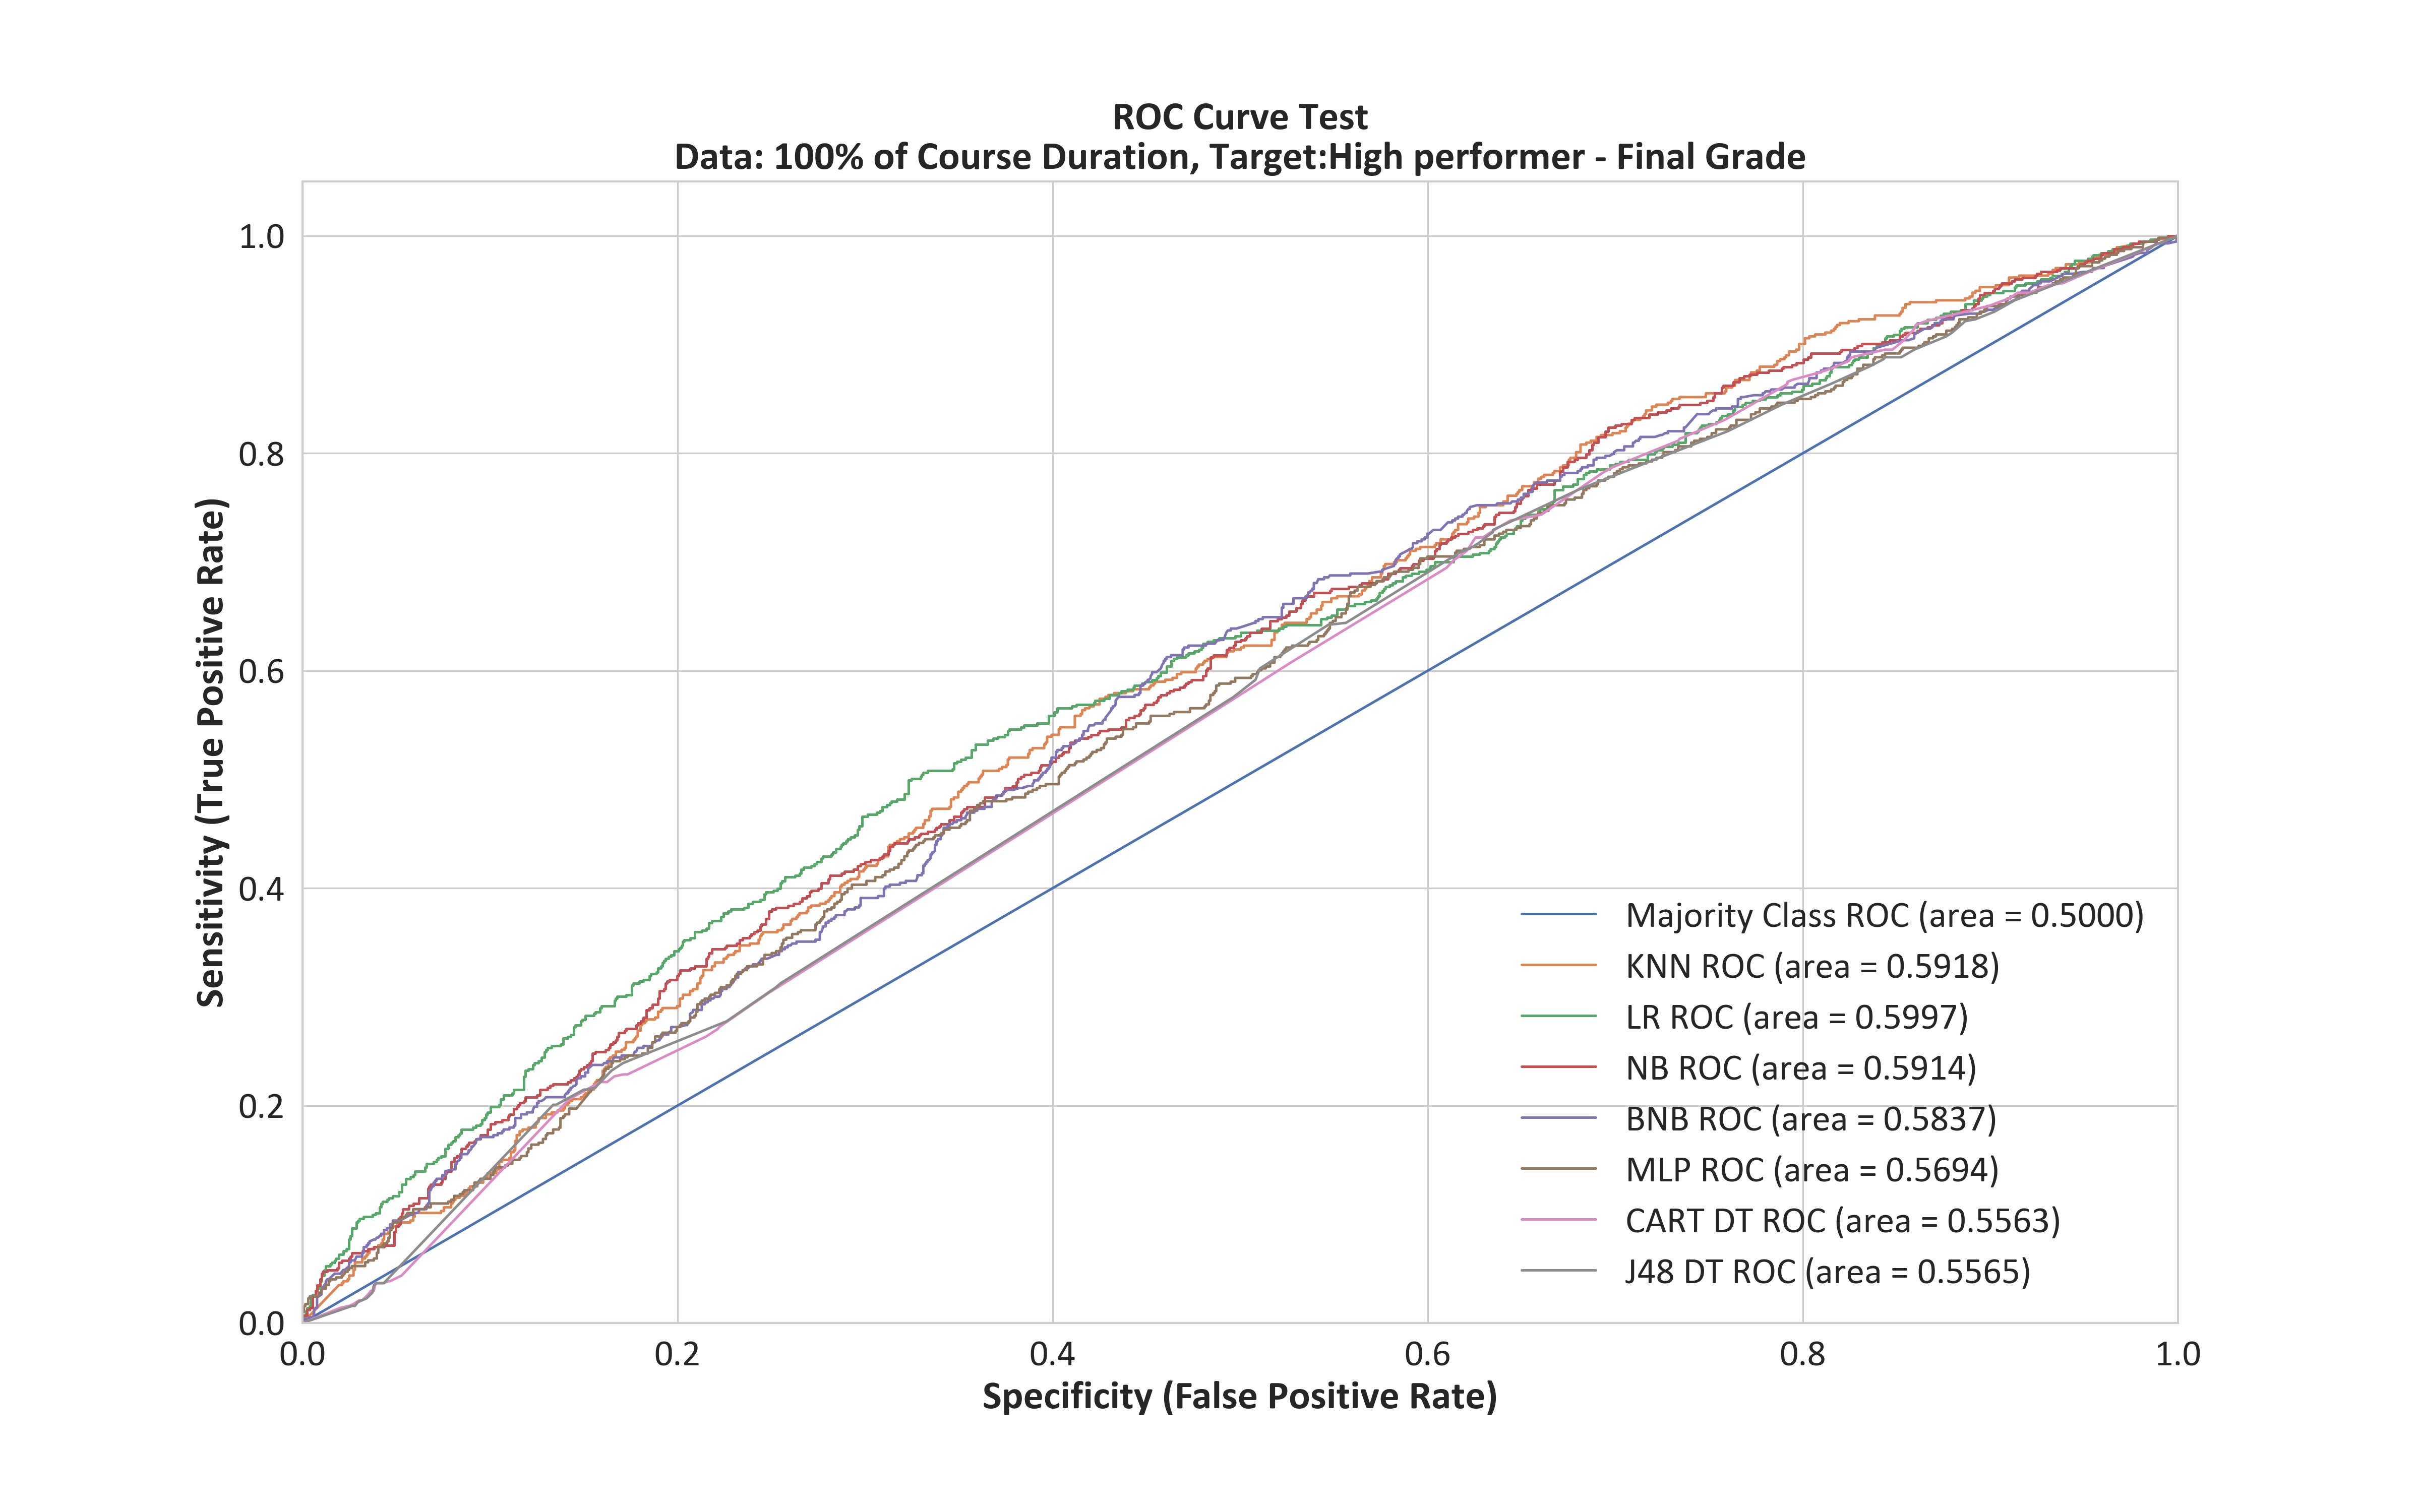 ROC Curve Test
Data: 100% of Course Duration, Target:High performer - Final Grade
Sensitivity (True Positive Rate)
1.0
0.8
0.6
0.4
0.2
0.0
Majority Class ROC (area = 0.5000)
KNN ROC (area = 0.5918)
LR ROC (area = 0.5997)
NB ROC (area = 0.5914)
BNB ROC (area = 0.5837)
MLP ROC (area = 0.5694)
CART DT ROC (area = 0.5563)
J48 DT ROC (area = 0.5565)
0.0 0.2 0.4 0.6 0.8 1.0
Specificity (False Positive Rate)